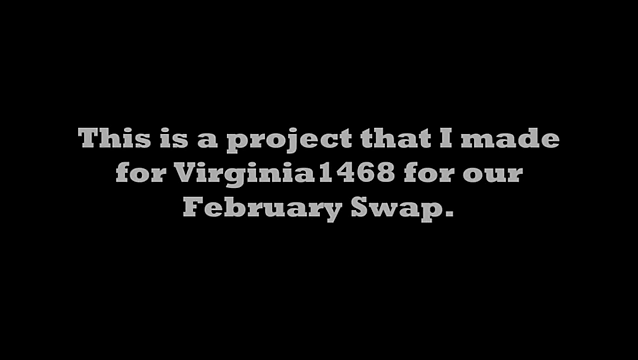 This is a project that I made
for Virginia1468 for our
February Swap.